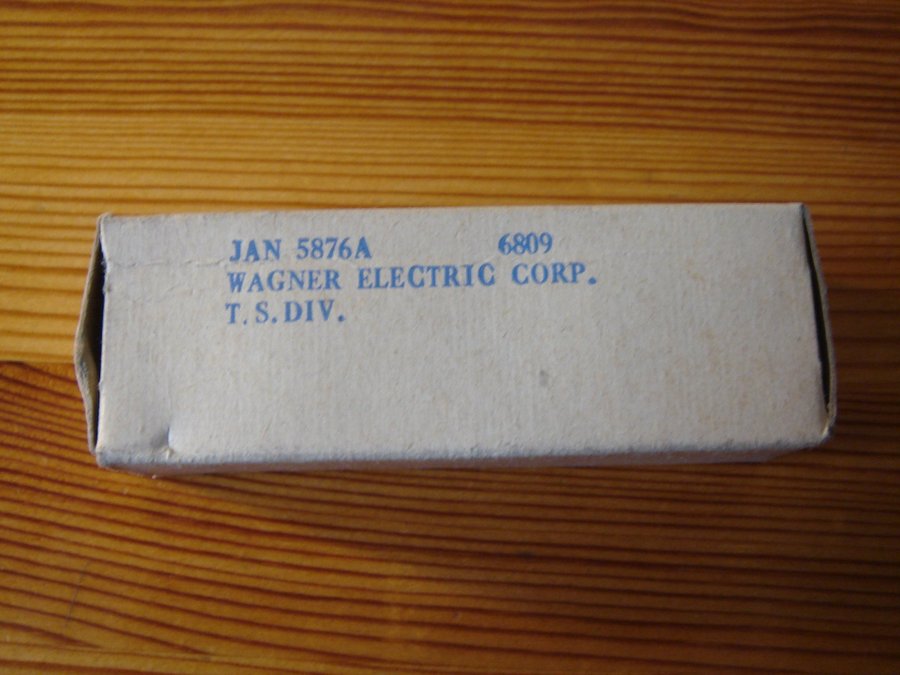 JAN 5876A 6809
WAGNER ELECTRIC CORP.
T.S.DIV.